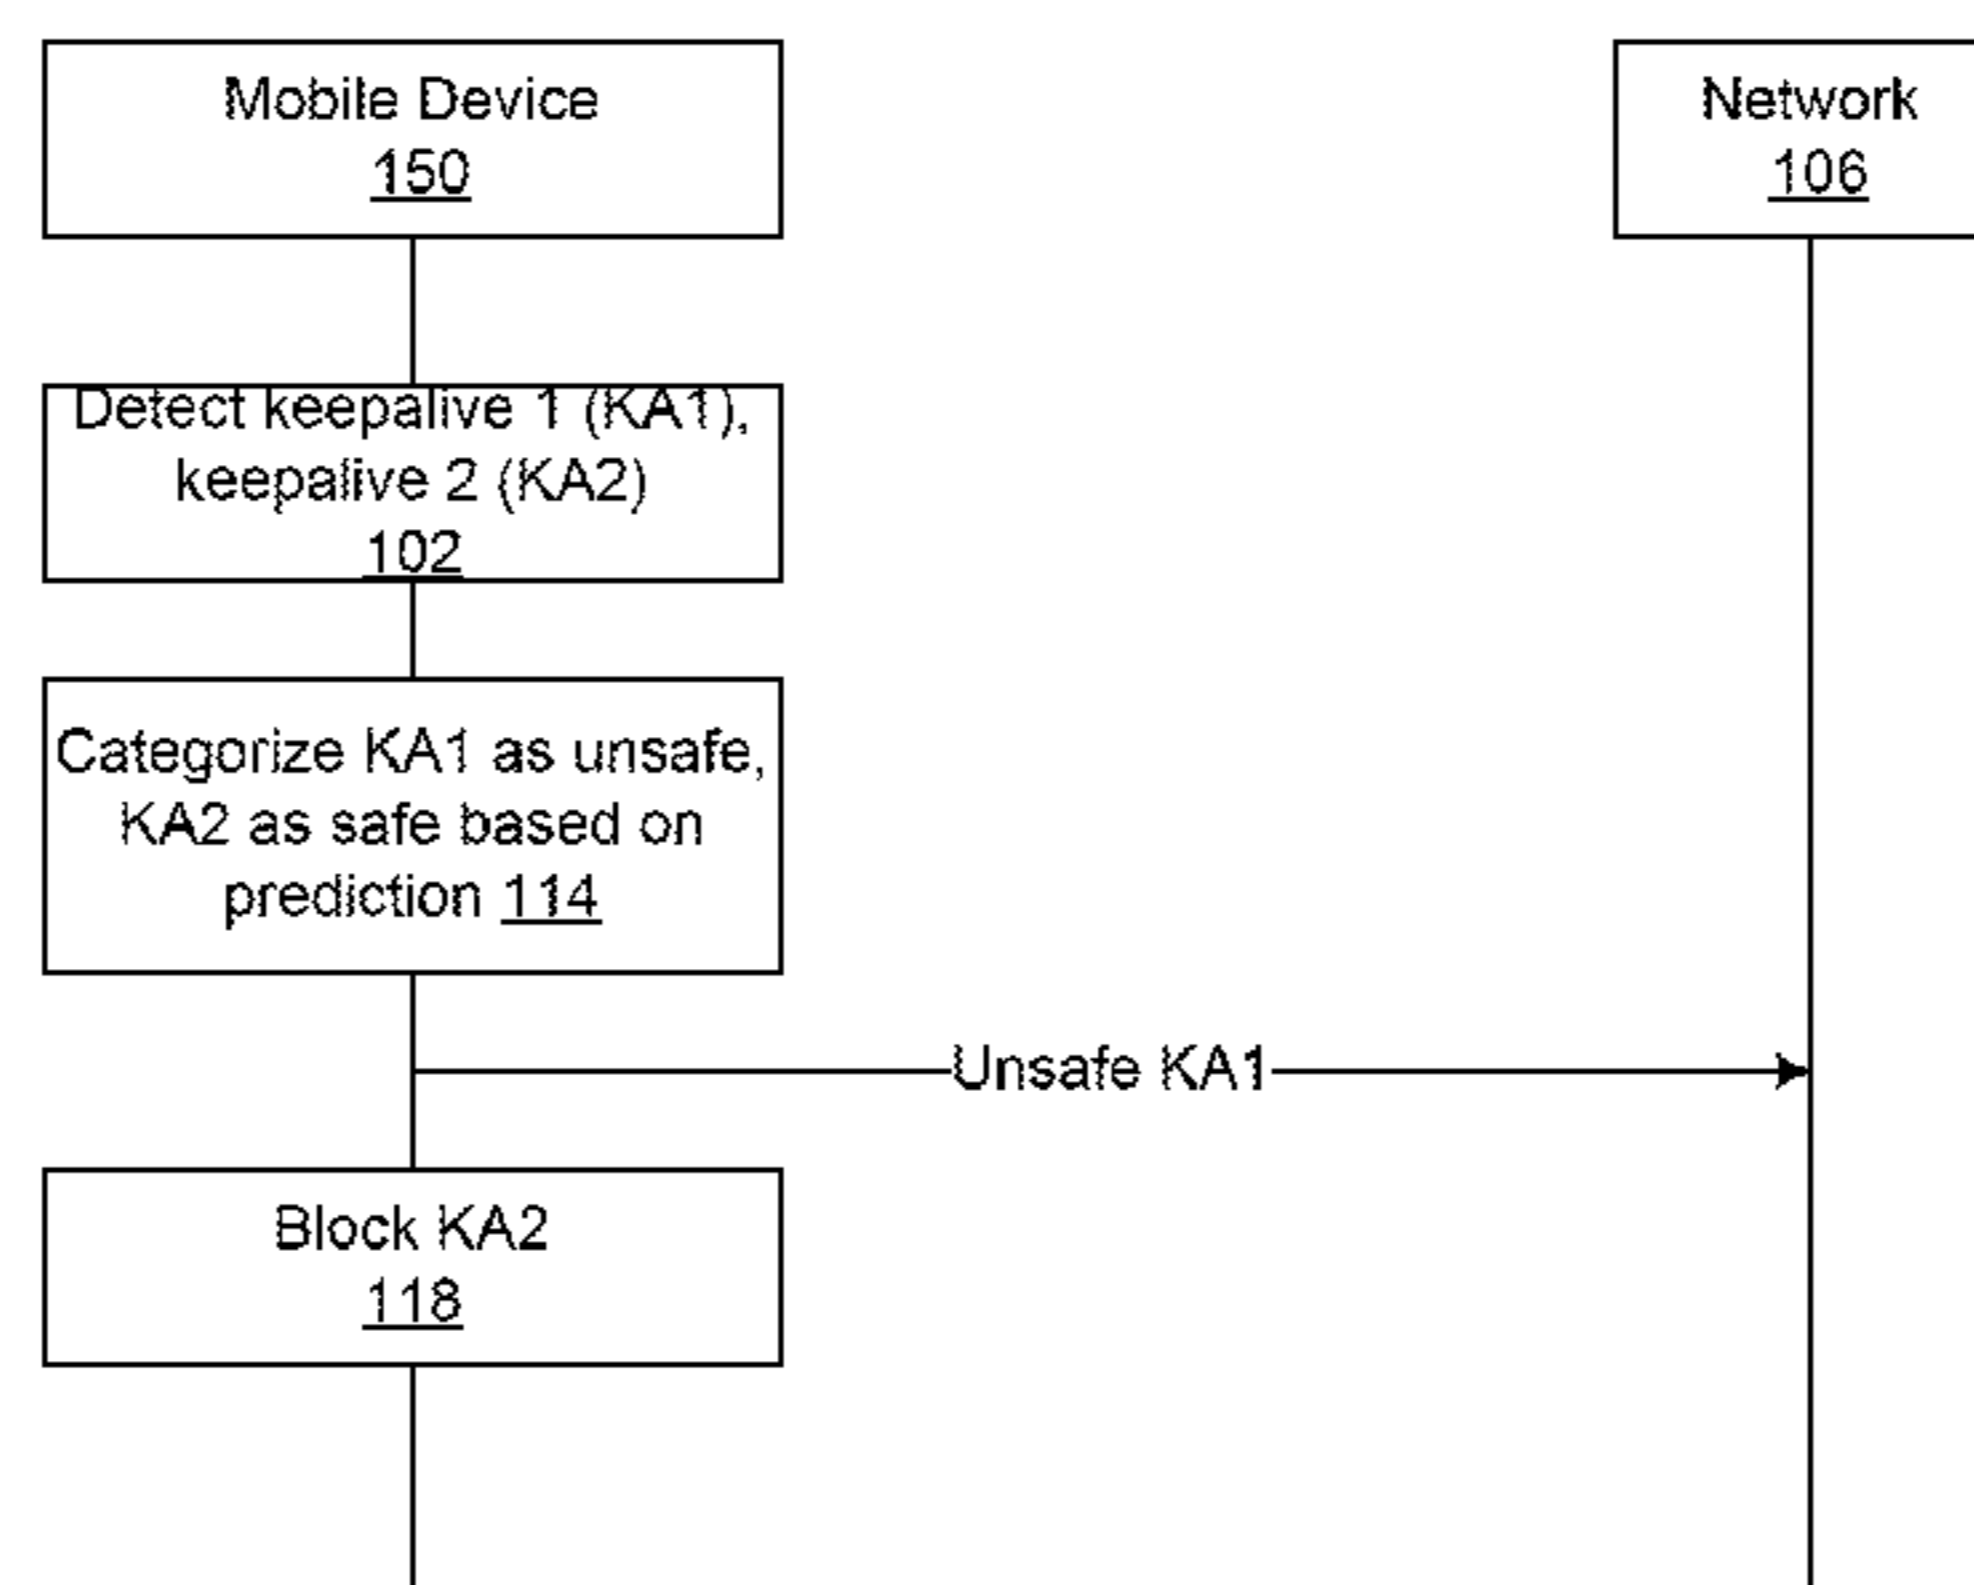 Mobile Device
150
Network
106
Detect keepalive 1 (KA1),
keepalive 2 (KA2)
102
Categorize KA1 as unsafe,
KA2 as safe based on
prediction 114
Unsafe KA1
Block KA2
118